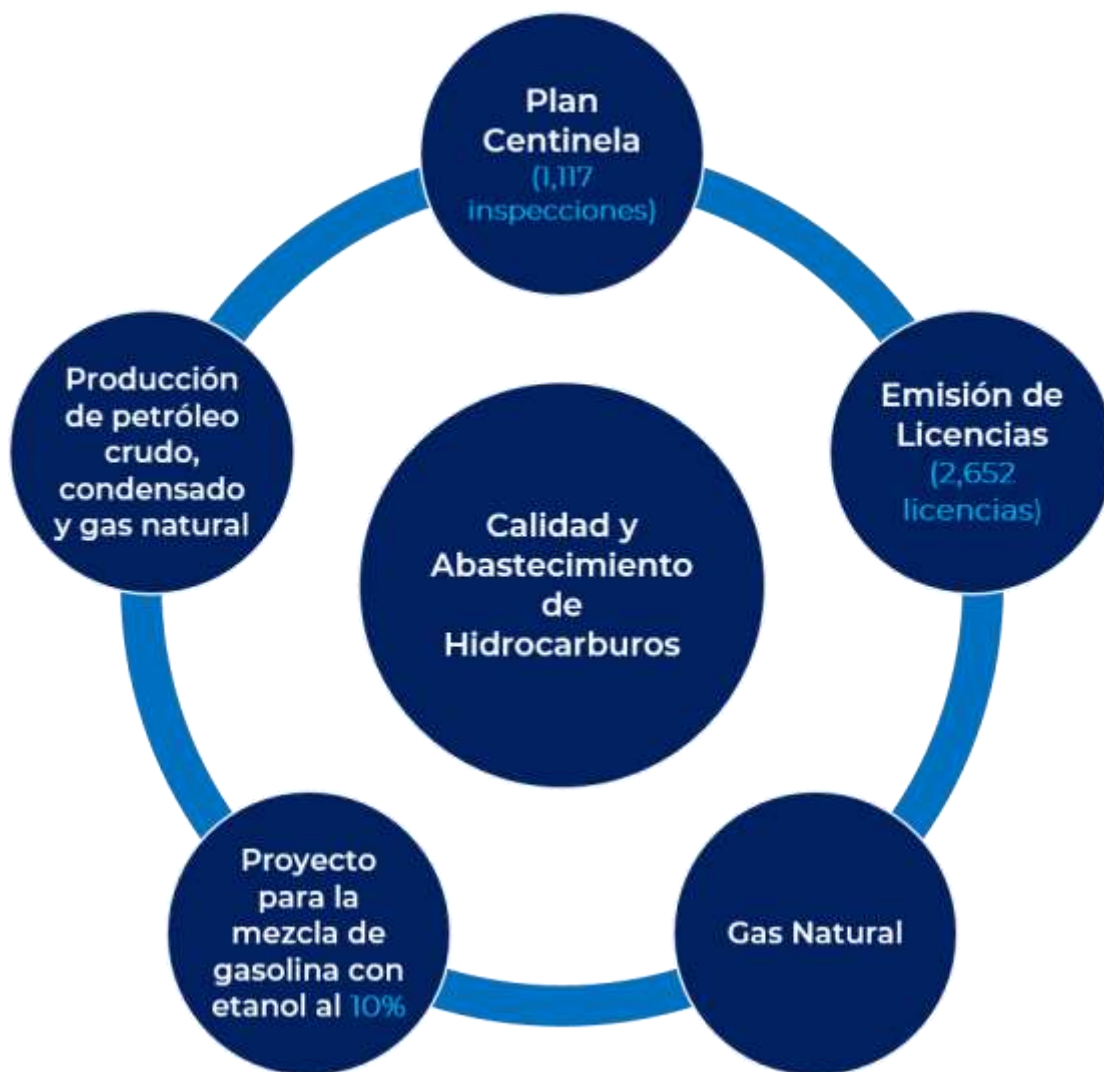 Plan
Centinela
(1,117
inspecciones)
Emisión de
Licencias
(2,652
licencias)
Gas Natural
Proyecto
para la
mezcla de
gasolina con
etanol al 10%
Producción
de petróleo
crudo,
condensado
y gas natural
Calidad y
Abastecimiento
de
Hidrocarburos